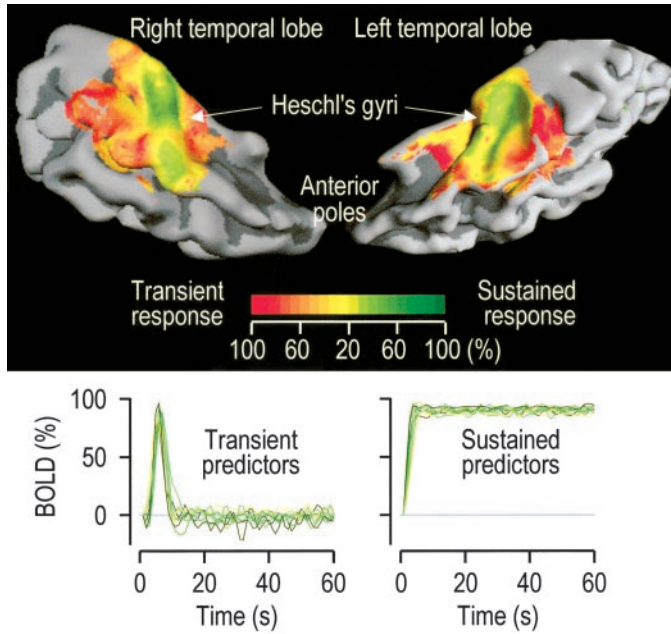 Right temporal lobe
Left temporal lobe
Heschl's gyri
Anterior
poles
Transient
response
Sustained
response
100 60 20 60 100 (%)
BOLD (%)
100
50
0
Transient
predictors
0 20 40 60
Time (s)
Sustained
predictors
0 20 40 60
Time (s)